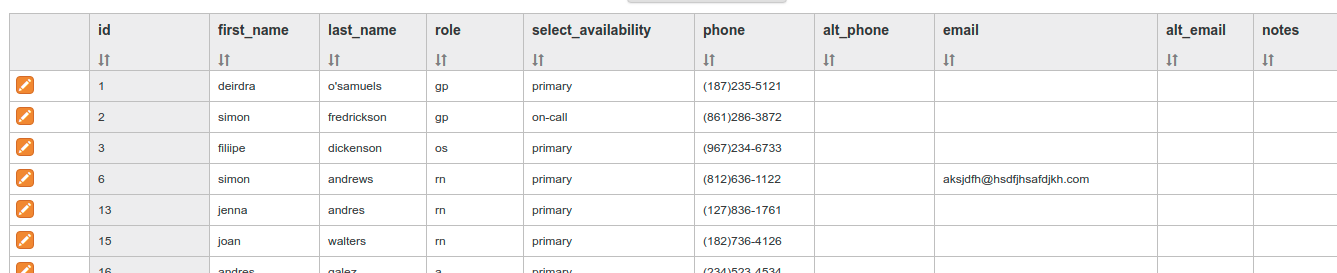 id first_name last_name role select_availability phone alt_phone email alt_email notes
1 deirdra o'samuels gp primary (187)235-5121
2 simon fredrickson gp on-call (861)286-3872
3 filiipe dickenson os primary (967)234-6733
6 simon andrews rn primary (812)636-1122 aksjdfh@hsdfjhsafdjkh.com
13 jenna andres rn primary (127)836-1761
15 joan walters rn primary (182)736-4126
16 andres galez a primary (234)523-4534